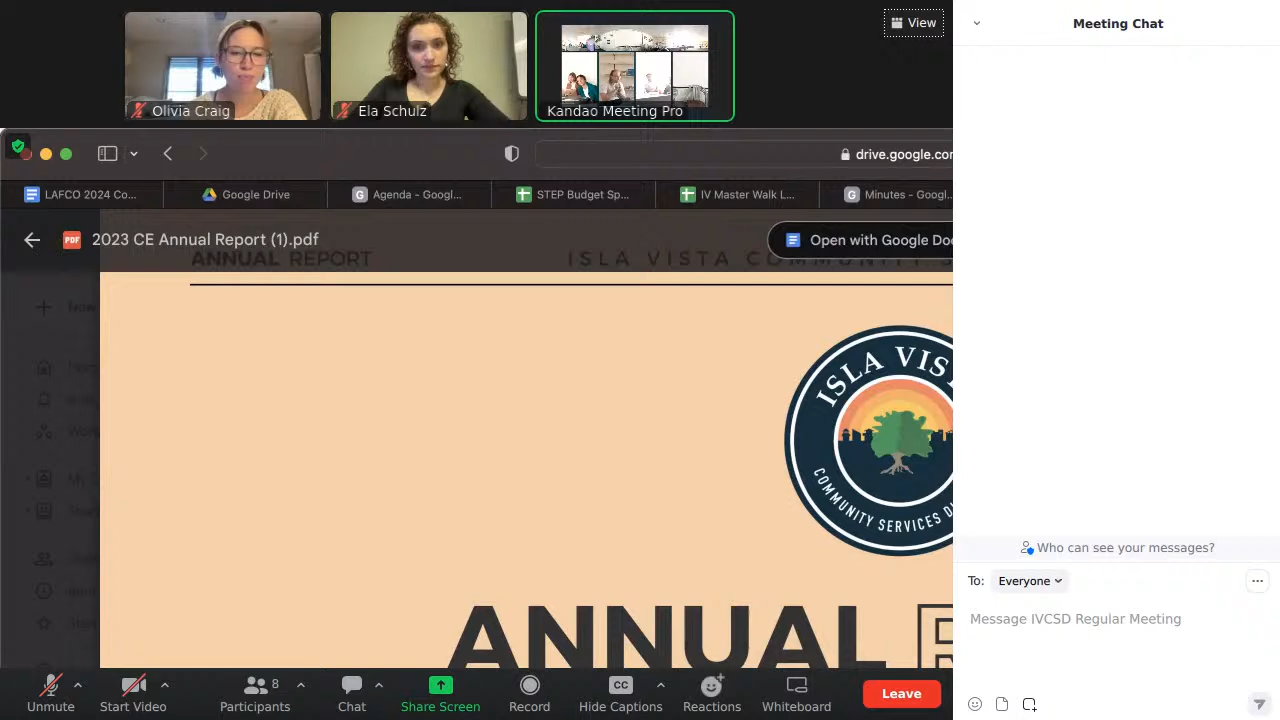 View
Meeting Chat
Olivia Craig
Ela Schulz
Kandao Meeting Pro
drive.google.com
LAFCO 2024 Co...
Google Drive
Agenda - Googl...
STEP Budget Sp...
IV Master Walk L...
Minutes - Googl...
PDF
2023 CE Annual Report (1).pdf
Open with Google Doc
ANNUAL REPORT
ISLA VISTA COMMUNITY S
New
ISLA VIS
COMMUNITY SERVICES D
ANNUAL
Who can see your messages?
To: Everyone
Message IVCSD Regular Meeting
Unmute
Start Video
Participants
8
Chat
Share Screen
Record
CC
Hide Captions
Reactions
Whiteboard
Leave